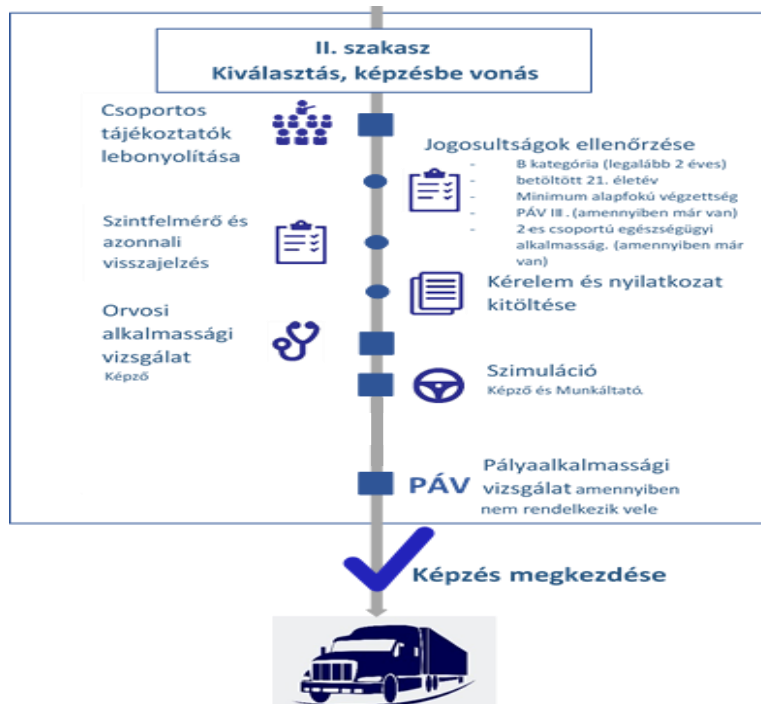 II. szakasz
Kiválasztás, képzésbe vonás
Csoportos
tájékoztatók
lebonyolítása
Jogosultságok ellenőrzése
- B kategória (legalább 2 éves)
- betöltött 21. életév
- Minimum alapfokú végzettség
- PÁV III. (amennyiben már van)
- 2-es csoportú egészségügyi
alkalmasság. (amennyiben már
van)
Szintfelmérő és
azonnali
visszajelzés
Kérelem és nyilatkozat
kitöltése
Orvosi
alkalmassági
vizsgálat
Képző
Szimuláció
Képző és Munkáltató.
PÁV
Pályaalkalmassági
vizsgálat amennyiben
nem rendelkezik vele
Képzés megkezdése